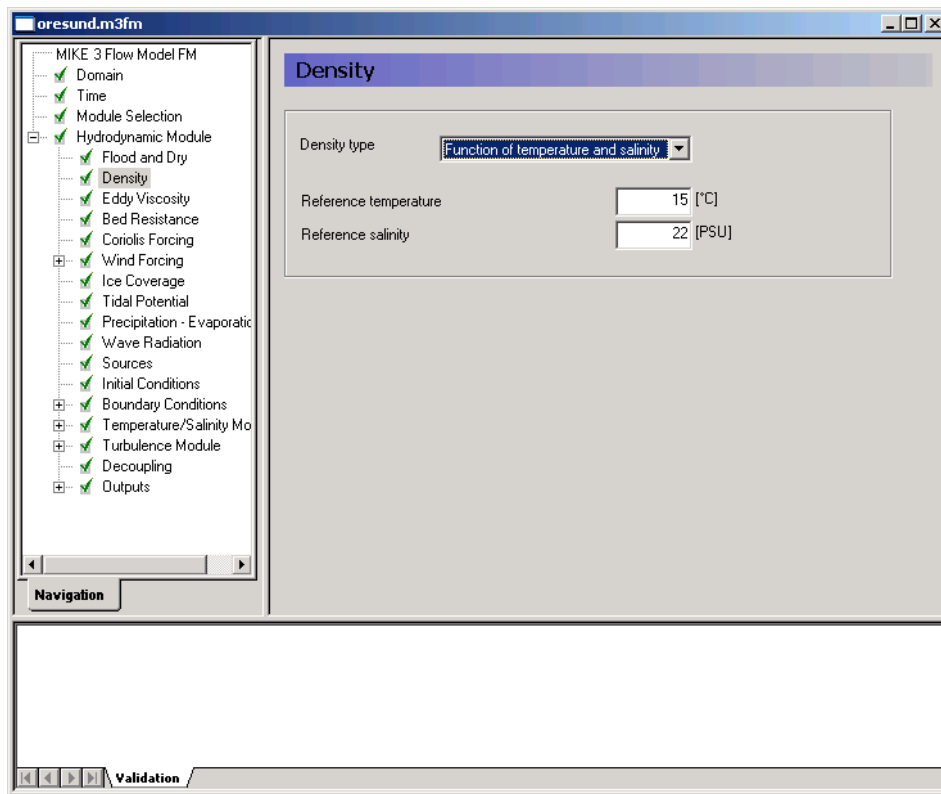 oresund.m3fm
MIKE 3 Flow Model FM
Domain
Time
Module Selection
Hydrodynamic Module
Flood and Dry
Density
Eddy Viscosity
Bed Resistance
Coriolis Forcing
Wind Forcing
Ice Coverage
Tidal Potential
Precipitation - Evaporatic
Wave Radiation
Sources
Initial Conditions
Boundary Conditions
Temperature/Salinity Mo
Turbulence Module
Decoupling
Outputs
Navigation
Density
Density type
Function of temperature and salinity
Reference temperature 15 [°C]
Reference salinity 22 [PSU]
Validation